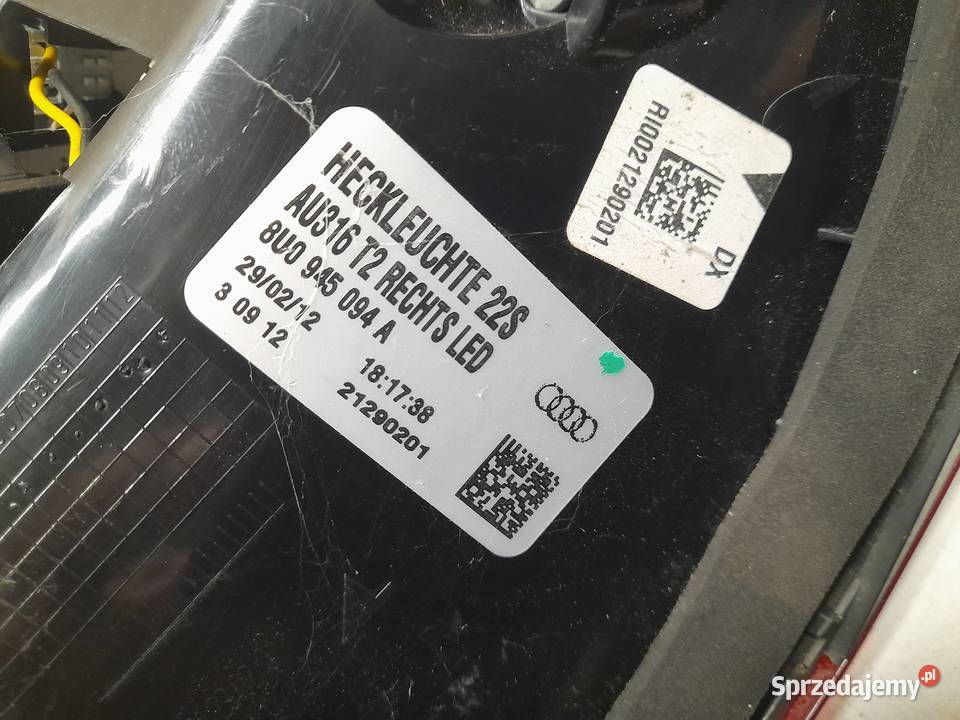 HECKLEUCHTE 22S
AU316 T2 RECHTS LED
8U0 945 094 A
29/02/12 18:17:38
3 09 12 21290201
DX
RI0021290201
Sprzedajemy.pl